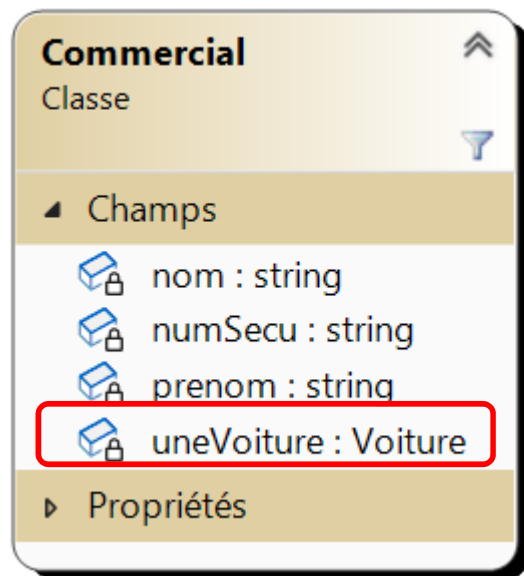 Commercial
Classe
Champs
nom : string
numSecu : string
prenom : string
uneVoiture : Voiture
Propriétés